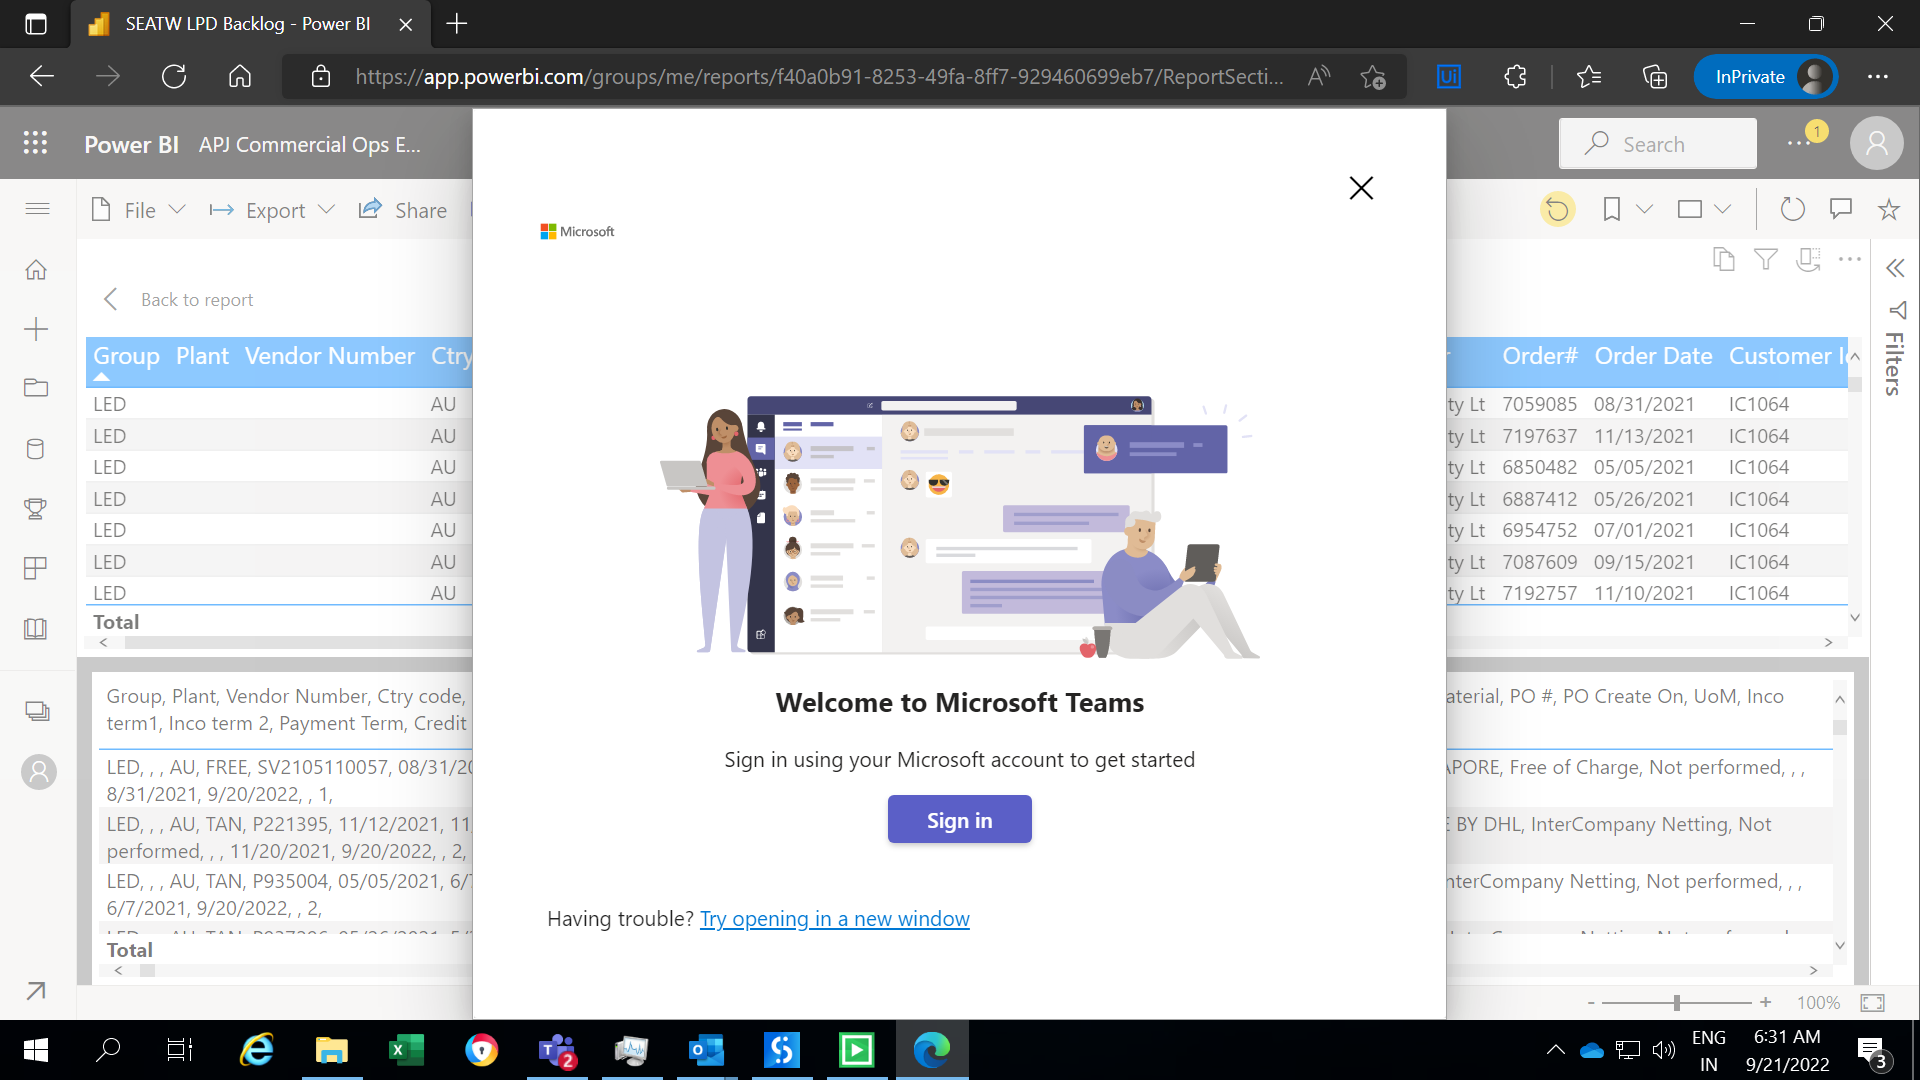 SEATW LPD Backlog - Power BI
https://app.powerbi.com/groups/me/reports/f40a0b91-8253-49fa-8ff7-929460699eb7/ReportSecti...
InPrivate
Power BI APJ Commercial Ops E...
Search
1
File
Export
Share
Back to report
Group Plant Vendor Number Ctry
Order# Order Date Customer
LED AU
ty Lt 7059085 08/31/2021 IC1064
LED AU
ty Lt 7197637 11/13/2021 IC1064
LED AU
ty Lt 6850482 05/05/2021 IC1064
LED AU
ty Lt 6887412 05/26/2021 IC1064
LED AU
ty Lt 6954752 07/01/2021 IC1064
LED AU
ty Lt 7087609 09/15/2021 IC1064
LED AU
ty Lt 7192757 11/10/2021 IC1064
Total
Filters
Microsoft
Welcome to Microsoft Teams
Sign in using your Microsoft account to get started
Sign in
Having trouble? Try opening in a new window
Group, Plant, Vendor Number, Ctry code,
term1, Inco term 2, Payment Term, Credit
aterial, PO #, PO Create On, UoM, Inco
LED, , , AU, FREE, SV2105110057, 08/31/20
8/31/2021, 9/20/2022, , 1,
APORE, Free of Charge, Not performed, , ,
LED, , , AU, TAN, P221395, 11/12/2021, 11
performed, , , 11/20/2021, 9/20/2022, , 2,
E BY DHL, InterCompany Netting, Not
LED, , , AU, TAN, P935004, 05/05/2021, 6/7
6/7/2021, 9/20/2022, , 2,
nterCompany Netting, Not performed, , ,
Total
- + 100%
2
ENG
IN
6:31 AM
9/21/2022
3